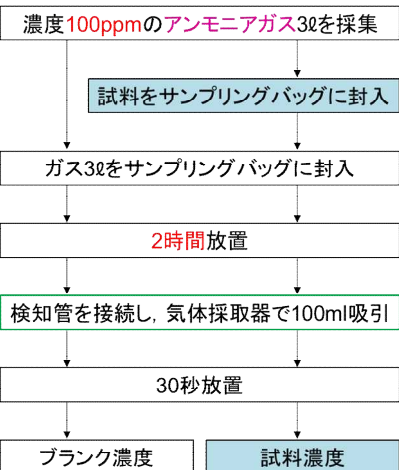 濃度100ppmのアンモニアガス3ℓを採集
試料をサンプリングバッグに封入
ガス3ℓをサンプリングバッグに封入
2時間放置
検知管を接続し，気体採取器で100ml吸引
30秒放置
ブランク濃度
試料濃度